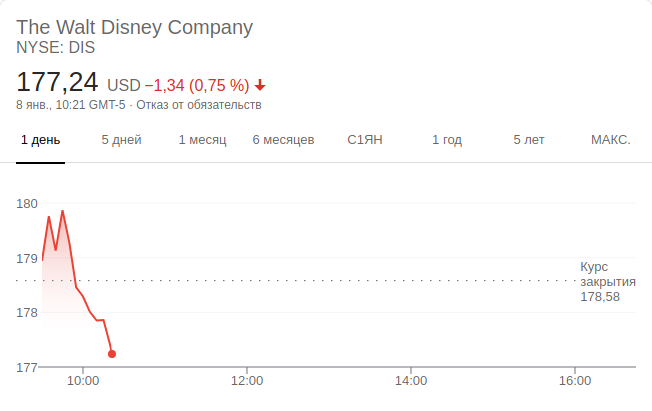 The Walt Disney Company
NYSE: DIS
177,24 USD −1,34 (0,75 %)
8 янв., 10:21 GMT-5 · Отказ от обязательств
1 день 5 дней 1 месяц 6 месяцев С1ЯН 1 год 5 лет МАКС.
180
179
Курс
закрытия
178,58
178
177
10:00 12:00 14:00 16:00